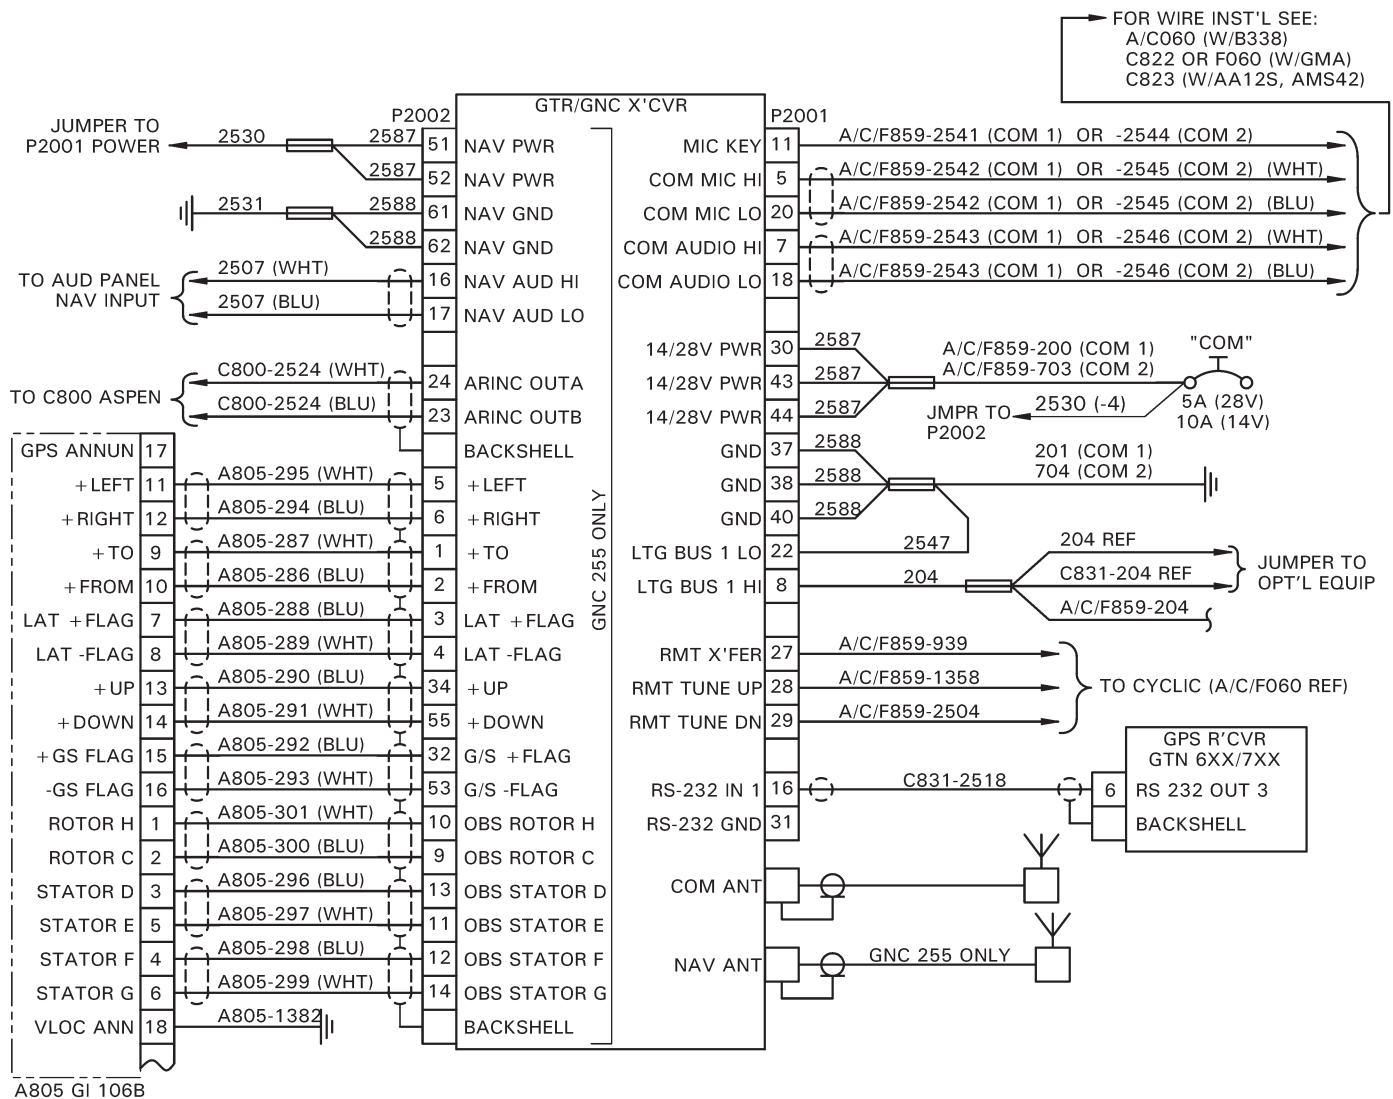 FOR WIRE INST'L SEE:
A/C060 (W/B338)
C822 OR F060 (W/GMA)
C823 (W/AA12S, AMS42)
GTR/GNC X'CVR
P2002
P2001
JUMPER TO
P2001 POWER
2530
2587
51 NAV PWR
2587
52 NAV PWR
2531
2588
61 NAV GND
2588
62 NAV GND
TO AUD PANEL
NAV INPUT
2507 (WHT)
16 NAV AUD HI
2507 (BLU)
17 NAV AUD LO
TO C800 ASPEN
C800-2524 (WHT)
24 ARINC OUTA
C800-2524 (BLU)
23 ARINC OUTB
BACKSHELL
GPS ANNUN 17
+LEFT 11 A805-295 (WHT) 5 +LEFT
+RIGHT 12 A805-294 (BLU) 6 +RIGHT
+TO 9 A805-287 (WHT) 1 +TO
+FROM 10 A805-286 (BLU) 2 +FROM
LAT +FLAG 7 A805-288 (BLU) 3 LAT +FLAG
LAT -FLAG 8 A805-289 (WHT) 4 LAT -FLAG
+UP 13 A805-290 (BLU) 34 +UP
+DOWN 14 A805-291 (WHT) 55 +DOWN
+GS FLAG 15 A805-292 (BLU) 32 G/S +FLAG
-GS FLAG 16 A805-293 (WHT) 53 G/S -FLAG
ROTOR H 1 A805-301 (WHT) 10 OBS ROTOR H
ROTOR C 2 A805-300 (BLU) 9 OBS ROTOR C
STATOR D 3 A805-296 (BLU) 13 OBS STATOR D
STATOR E 5 A805-297 (WHT) 11 OBS STATOR E
STATOR F 4 A805-298 (BLU) 12 OBS STATOR F
STATOR G 6 A805-299 (WHT) 14 OBS STATOR G
VLOC ANN 18 A805-1382
BACKSHELL
A805 GI 106B
GNC 255 ONLY
MIC KEY 11 A/C/F859-2541 (COM 1) OR -2544 (COM 2)
COM MIC HI 5 A/C/F859-2542 (COM 1) OR -2545 (COM 2) (WHT)
COM MIC LO 20 A/C/F859-2542 (COM 1) OR -2545 (COM 2) (BLU)
COM AUDIO HI 7 A/C/F859-2543 (COM 1) OR -2546 (COM 2) (WHT)
COM AUDIO LO 18 A/C/F859-2543 (COM 1) OR -2546 (COM 2) (BLU)
14/28V PWR 30 2587
14/28V PWR 43 2587
14/28V PWR 44 2587
A/C/F859-200 (COM 1)
A/C/F859-703 (COM 2)
"COM"
5A (28V)
10A (14V)
JMPR TO
P2002
2530 (-4)
GND 37 2588
GND 38 2588
GND 40 2588
201 (COM 1)
704 (COM 2)
LTG BUS 1 LO 22 2547
LTG BUS 1 HI 8 204
204 REF
C831-204 REF
A/C/F859-204
JUMPER TO
OPT'L EQUIP
RMT X'FER 27 A/C/F859-939
RMT TUNE UP 28 A/C/F859-1358
RMT TUNE DN 29 A/C/F859-2504
TO CYCLIC (A/C/F060 REF)
GPS R'CVR
GTN 6XX/7XX
RS-232 IN 1 16 C831-2518 6 RS 232 OUT 3
RS-232 GND 31
BACKSHELL
COM ANT
NAV ANT
GNC 255 ONLY